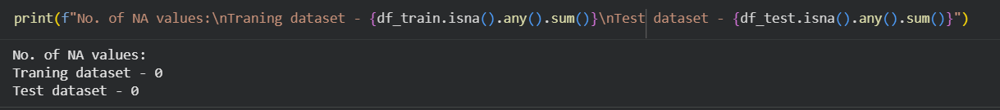 print(f"No. of NA values:\nTraning dataset - {df_train.isna().any().sum()}\nTest dataset - {df_test.isna().any().sum()}")
No. of NA values:
Traning dataset - 0
Test dataset - 0